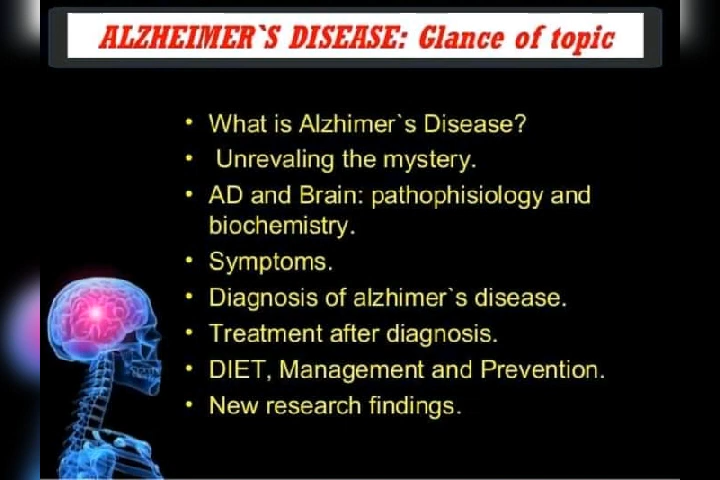 ALZHEIMER`S DISEASE: Glance of topic
• What is Alzhimer`s Disease?
• Unrevaling the mystery.
• AD and Brain: pathophisiology and
biochemistry.
• Symptoms.
• Diagnosis of alzhimer`s disease.
• Treatment after diagnosis.
• DIET, Management and Prevention.
• New research findings.